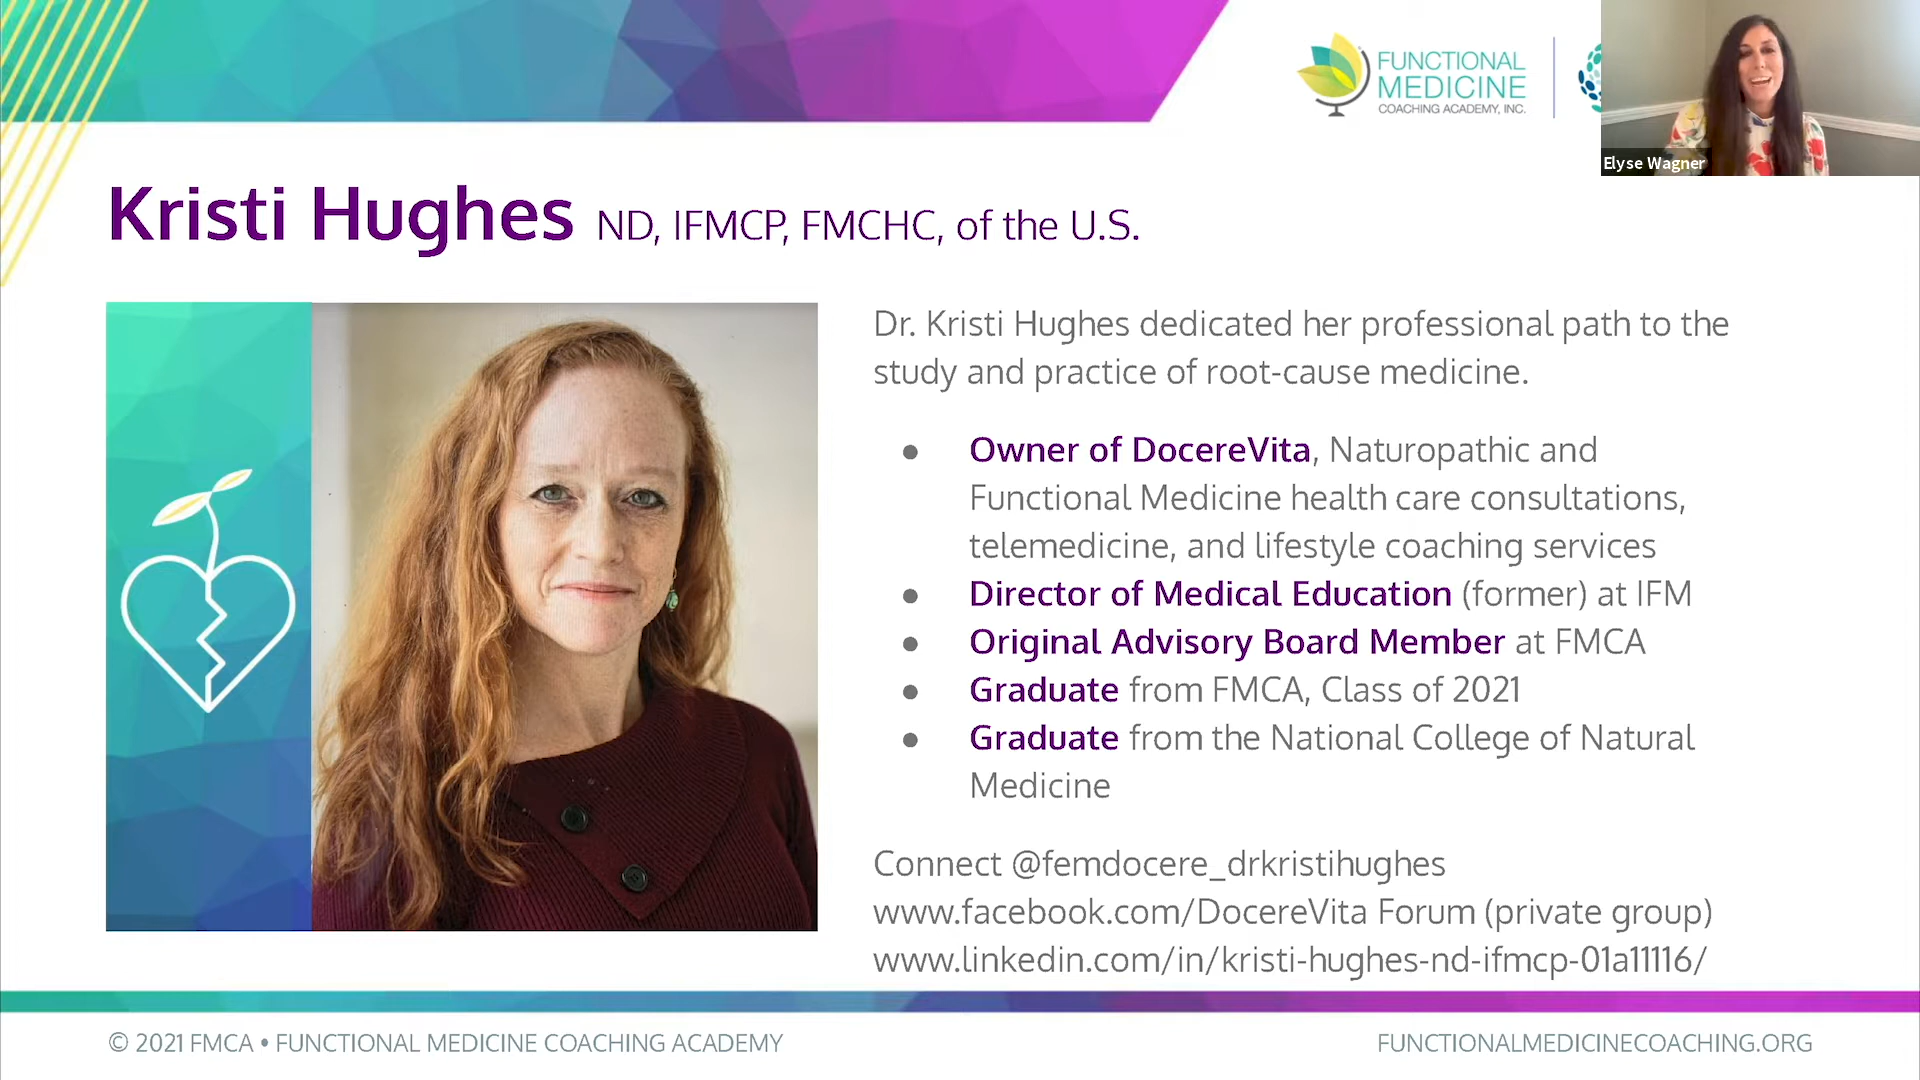 FUNCTIONAL
MEDICINE
COACHING ACADEMY, INC.
Elyse Wagner
Kristi Hughes ND, IFMCP, FMCHC, of the U.S.
Dr. Kristi Hughes dedicated her professional path to the
study and practice of root-cause medicine.
● Owner of DocereVita, Naturopathic and
Functional Medicine health care consultations,
telemedicine, and lifestyle coaching services
● Director of Medical Education (former) at IFM
● Original Advisory Board Member at FMCA
● Graduate from FMCA, Class of 2021
● Graduate from the National College of Natural
Medicine
Connect @femdocere_drkristihughes
www.facebook.com/DocereVita Forum (private group)
www.linkedin.com/in/kristi-hughes-nd-ifmcp-01a11116/
© 2021 FMCA • FUNCTIONAL MEDICINE COACHING ACADEMY
FUNCTIONALMEDICINECOACHING.ORG